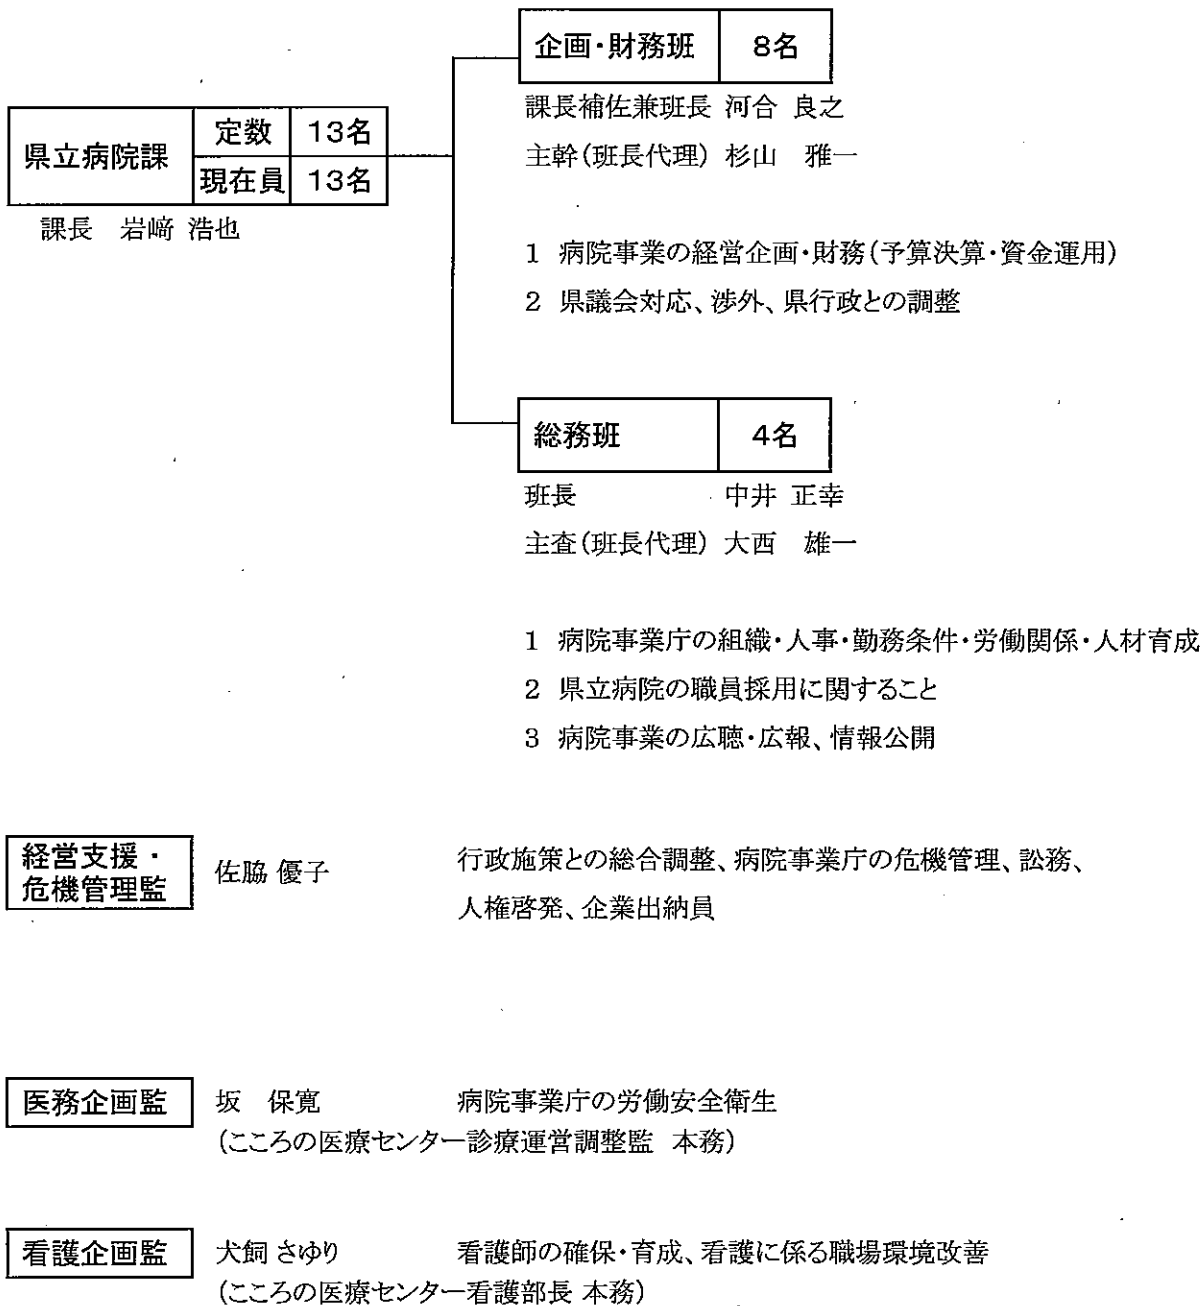 企画・財務班 8名
課長補佐兼班長 河合 良之
主幹(班長代理) 杉山 雅一
県立病院課 定数 13名
現在員 13名
課長 岩﨑 浩也
1 病院事業の経営企画・財務(予算決算・資金運用)
2 県議会対応、渉外、県行政との調整
総務班 4名
班長 中井 正幸
主査(班長代理) 大西 雄一
1 病院事業庁の組織・人事・勤務条件・労働関係・人材育成
2 県立病院の職員採用に関すること
3 病院事業の広聴・広報、情報公開
経営支援・
危機管理監
佐脇 優子
行政施策との総合調整、病院事業庁の危機管理、訟務、
人権啓発、企業出納員
医務企画監 坂 保寛 病院事業庁の労働安全衛生
(こころの医療センター診療運営調整監 本務)
看護企画監 犬飼 さゆり 看護師の確保・育成、看護に係る職場環境改善
(こころの医療センター看護部長 本務)